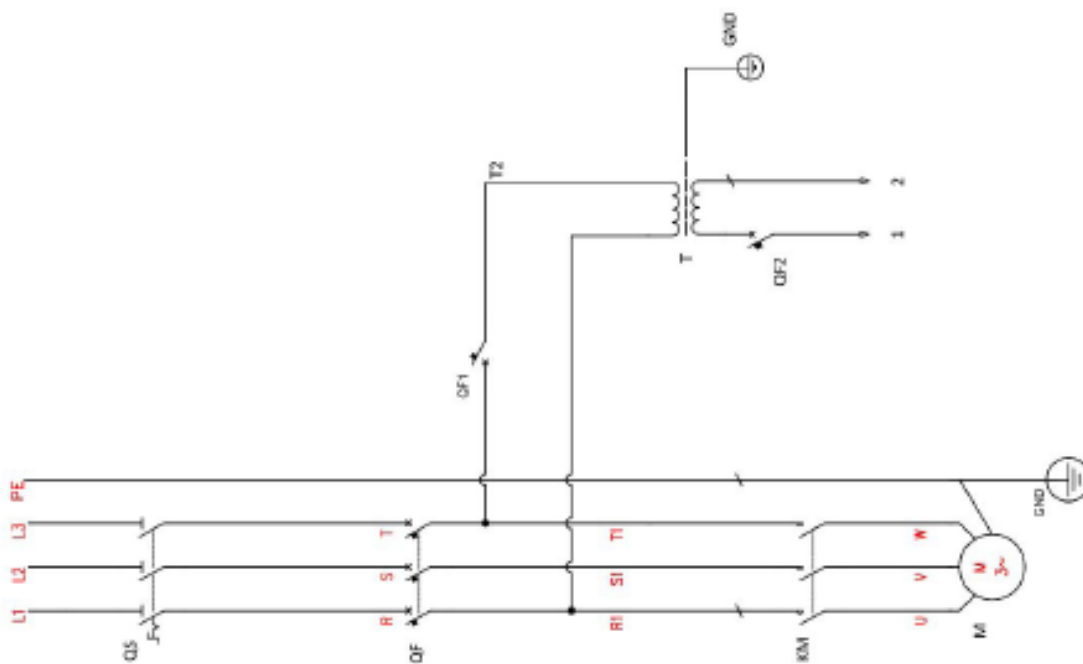 L1
L2
L3
PE
QS
R
S
T
QF
QF1
T2
T
GND
QF2
1
2
R1
S1
T1
KM
U
V
W
M
M
3~
GND